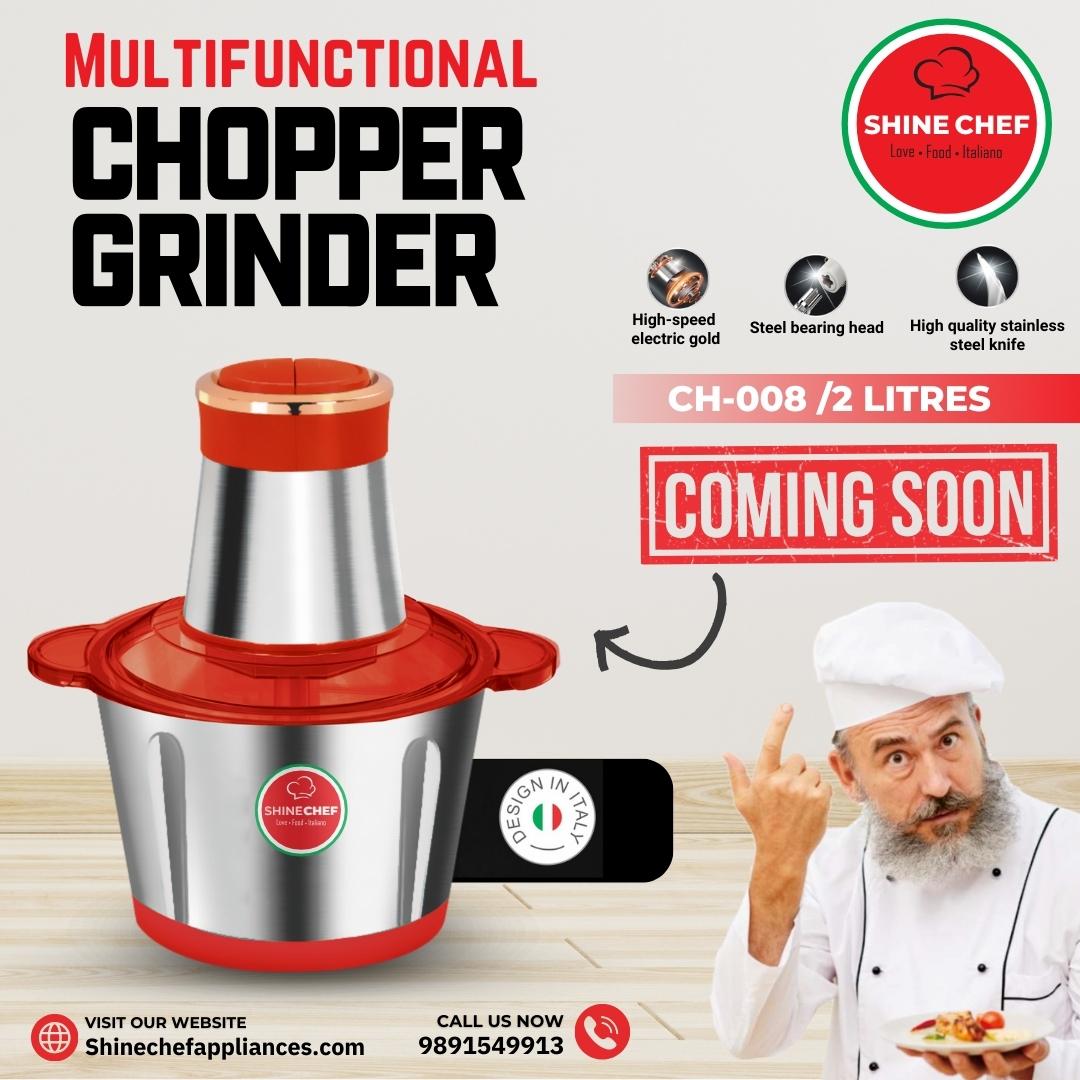 MULTIFUNCTIONAL
CHOPPER
GRINDER
SHINE CHEF
Love • Food • Italiano
High-speed
electric gold
Steel bearing head
High quality stainless
steel knife
CH-008 /2 LITRES
COMING SOON
SHINECHEF
Love • Food • Italiano
DESIGN IN ITALY
VISIT OUR WEBSITE
Shinechefappliances.com
CALL US NOW
9891549913